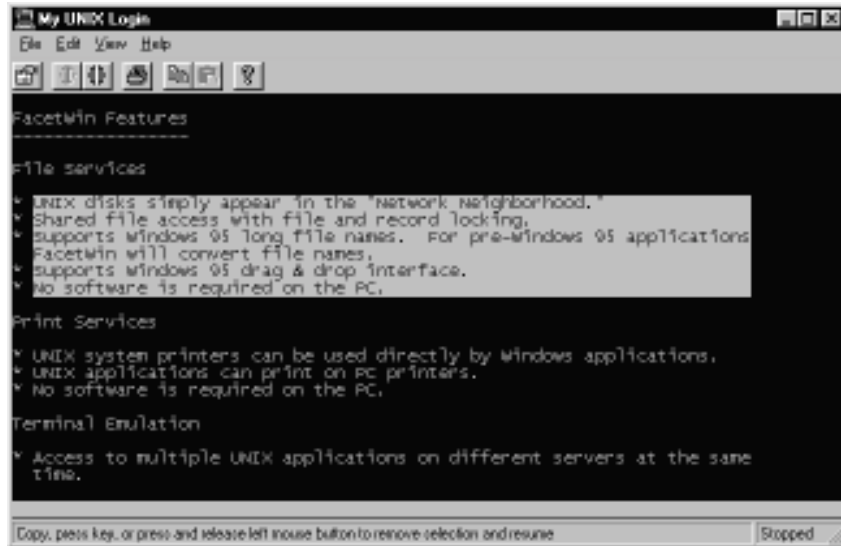 My UNIX Login
File Edit View Help
FacetWin Features
------------------
File Services
* UNIX disks simply appear in the "Network Neighborhood."
* Shared file access with file and record locking.
* Supports Windows 95 long file names.  For pre-Windows 95 applications
FacetWin will convert file names.
* Supports Windows 95 drag & drop interface.
* No software is required on the PC.
Print Services
* UNIX system printers can be used directly by Windows applications.
* UNIX applications can print on PC printers.
* No software is required on the PC.
Terminal Emulation
* Access to multiple UNIX applications on different servers at the same
time.
Copy, press key, or press and release left mouse button to remove selection and resume
Stopped